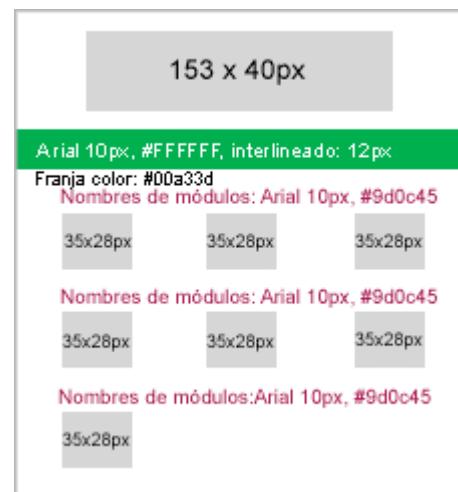 153 x 40px
Arial 10px, #FFFFFF, interlineado: 12px
Franja color: #00a33d
Nombres de módulos: Arial 10px, #9d0c45
35x28px 35x28px 35x28px
Nombres de módulos: Arial 10px, #9d0c45
35x28px 35x28px 35x28px
Nombres de módulos:Arial 10px, #9d0c45
35x28px